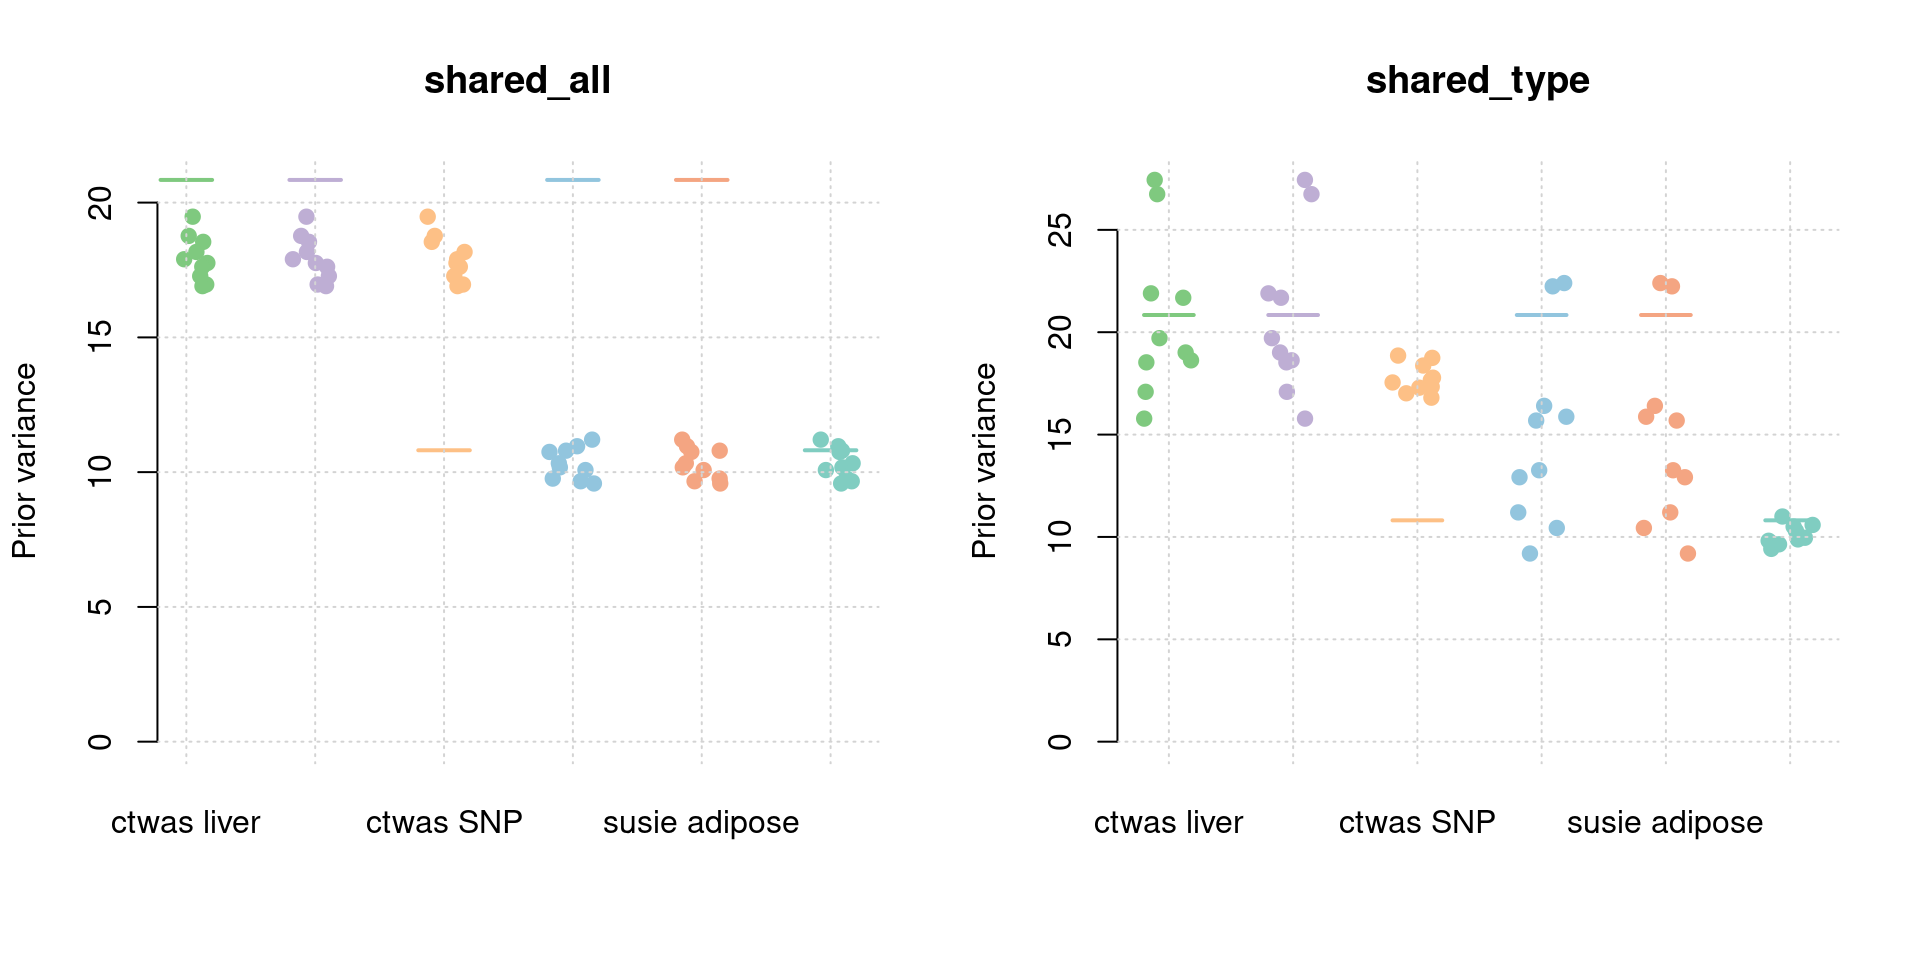 shared_all
Prior variance
20
15
10
5
0
ctwas liver
ctwas SNP
susie adipose
shared_type
Prior variance
25
20
15
10
5
0
ctwas liver
ctwas SNP
susie adipose